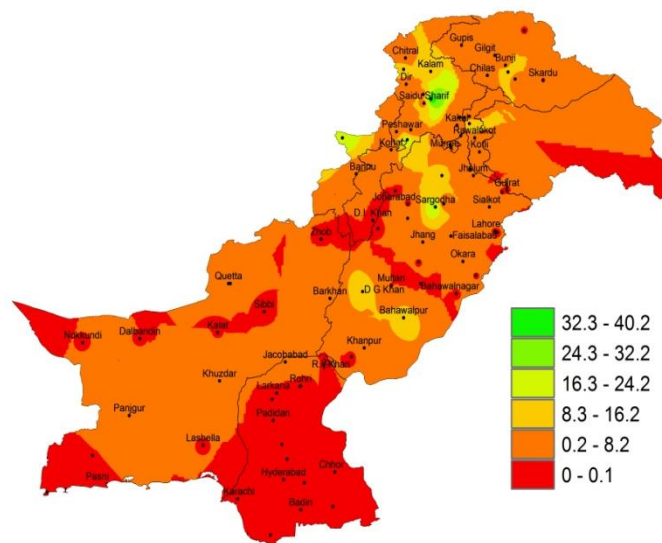 Gupis
Gilgit
Chitral
Bunji
Kalam
Chilas
Skardu
Dir
Saidu Sharif
Kakul
Peshawar
Rawalkot
Kohat
Murree
Kotli
Bannu
Jhelum
Gujrat
Joharabad
Sargodha
Sialkot
D I Khan
Lahore
Zhob
Faisalabad
Jhang
Okara
Quetta
Multan
Barkhan
D G Khan
Bahawalnagar
Sibbi
Bahawalpur
Kalat
Nokkundi
Dalbandin
Khanpur
Jacobabad
R Y Khan
Khuzdar
Rohri
Larkana
Panjgur
Padidan
Lasbella
Pasni
Hyderabad
Chhor
Karachi
Badin
32.3 - 40.2
24.3 - 32.2
16.3 - 24.2
8.3 - 16.2
0.2 - 8.2
0 - 0.1